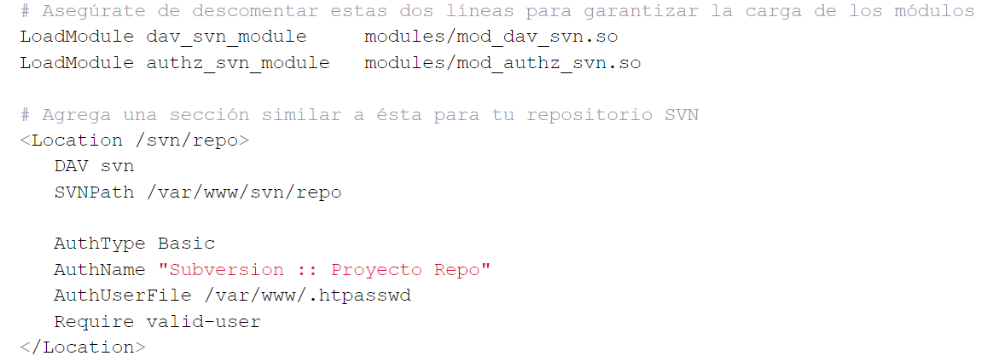 # Asegúrate de descomentar estas dos líneas para garantizar la carga de los módulos
LoadModule dav_svn_module     modules/mod_dav_svn.so
LoadModule authz_svn_module   modules/mod_authz_svn.so

# Agrega una sección similar a ésta para tu repositorio SVN
<Location /svn/repo>
   DAV svn
   SVNPath /var/www/svn/repo

   AuthType Basic
   AuthName "Subversion :: Proyecto Repo"
   AuthUserFile /var/www/.htpasswd
   Require valid-user
</Location>